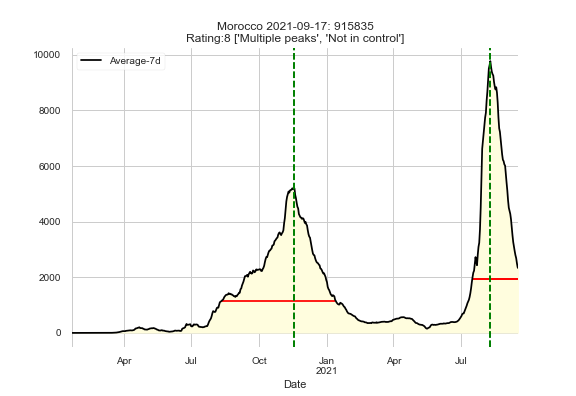 Morocco 2021-09-17: 915835
Rating:8 ['Multiple peaks', 'Not in control']
Average-7d
10000
8000
6000
4000
2000
0
Apr
Jul
Oct
Jan
2021
Apr
Jul
Date